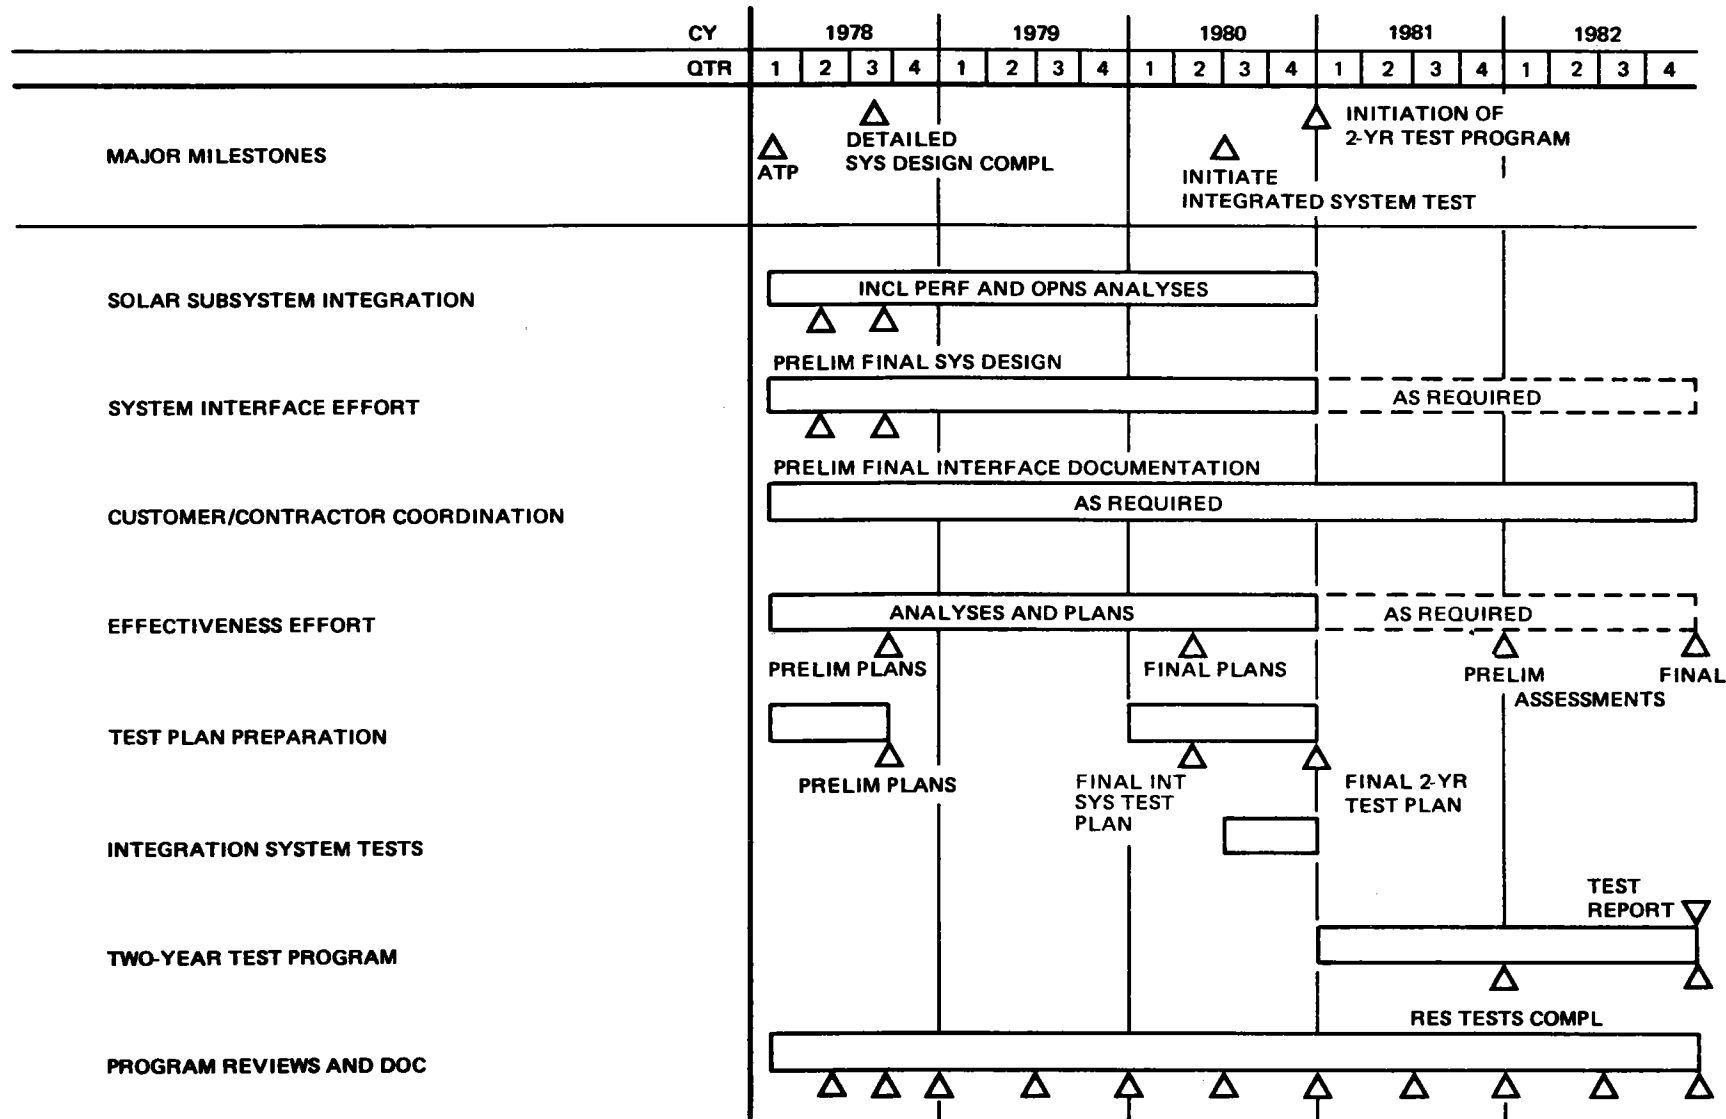 CY 1978 1979 1980 1981 1982
QTR 1 2 3 4 1 2 3 4 1 2 3 4 1 2 3 4 1 2 3 4
MAJOR MILESTONES
ATP
DETAILED
SYS DESIGN COMPL
INITIATE
INTEGRATED SYSTEM TEST
INITIATION OF
2-YR TEST PROGRAM
SOLAR SUBSYSTEM INTEGRATION
INCL PERF AND OPNS ANALYSES
PRELIM FINAL SYS DESIGN
SYSTEM INTERFACE EFFORT
AS REQUIRED
PRELIM FINAL INTERFACE DOCUMENTATION
CUSTOMER/CONTRACTOR COORDINATION
AS REQUIRED
EFFECTIVENESS EFFORT
ANALYSES AND PLANS
AS REQUIRED
PRELIM PLANS
FINAL PLANS
PRELIM FINAL
ASSESSMENTS
TEST PLAN PREPARATION
PRELIM PLANS
FINAL INT
SYS TEST
PLAN
FINAL 2-YR
TEST PLAN
INTEGRATION SYSTEM TESTS
TEST
REPORT
TWO-YEAR TEST PROGRAM
RES TESTS COMPL
PROGRAM REVIEWS AND DOC